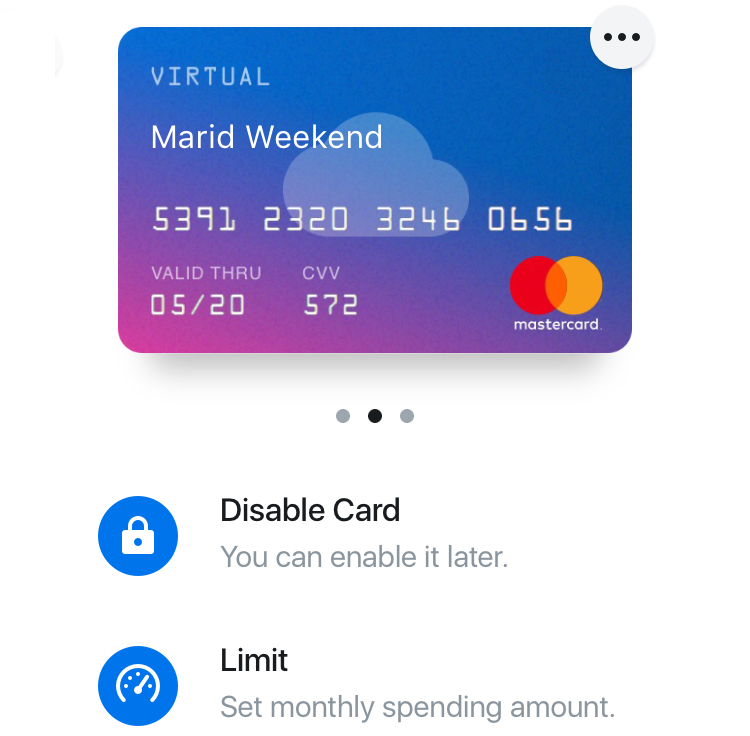 VIRTUAL
Marid Weekend
5391 2320 3246 0656
VALID THRU CVV
05/20 572
mastercard.
Disable Card
You can enable it later.
Limit
Set monthly spending amount.